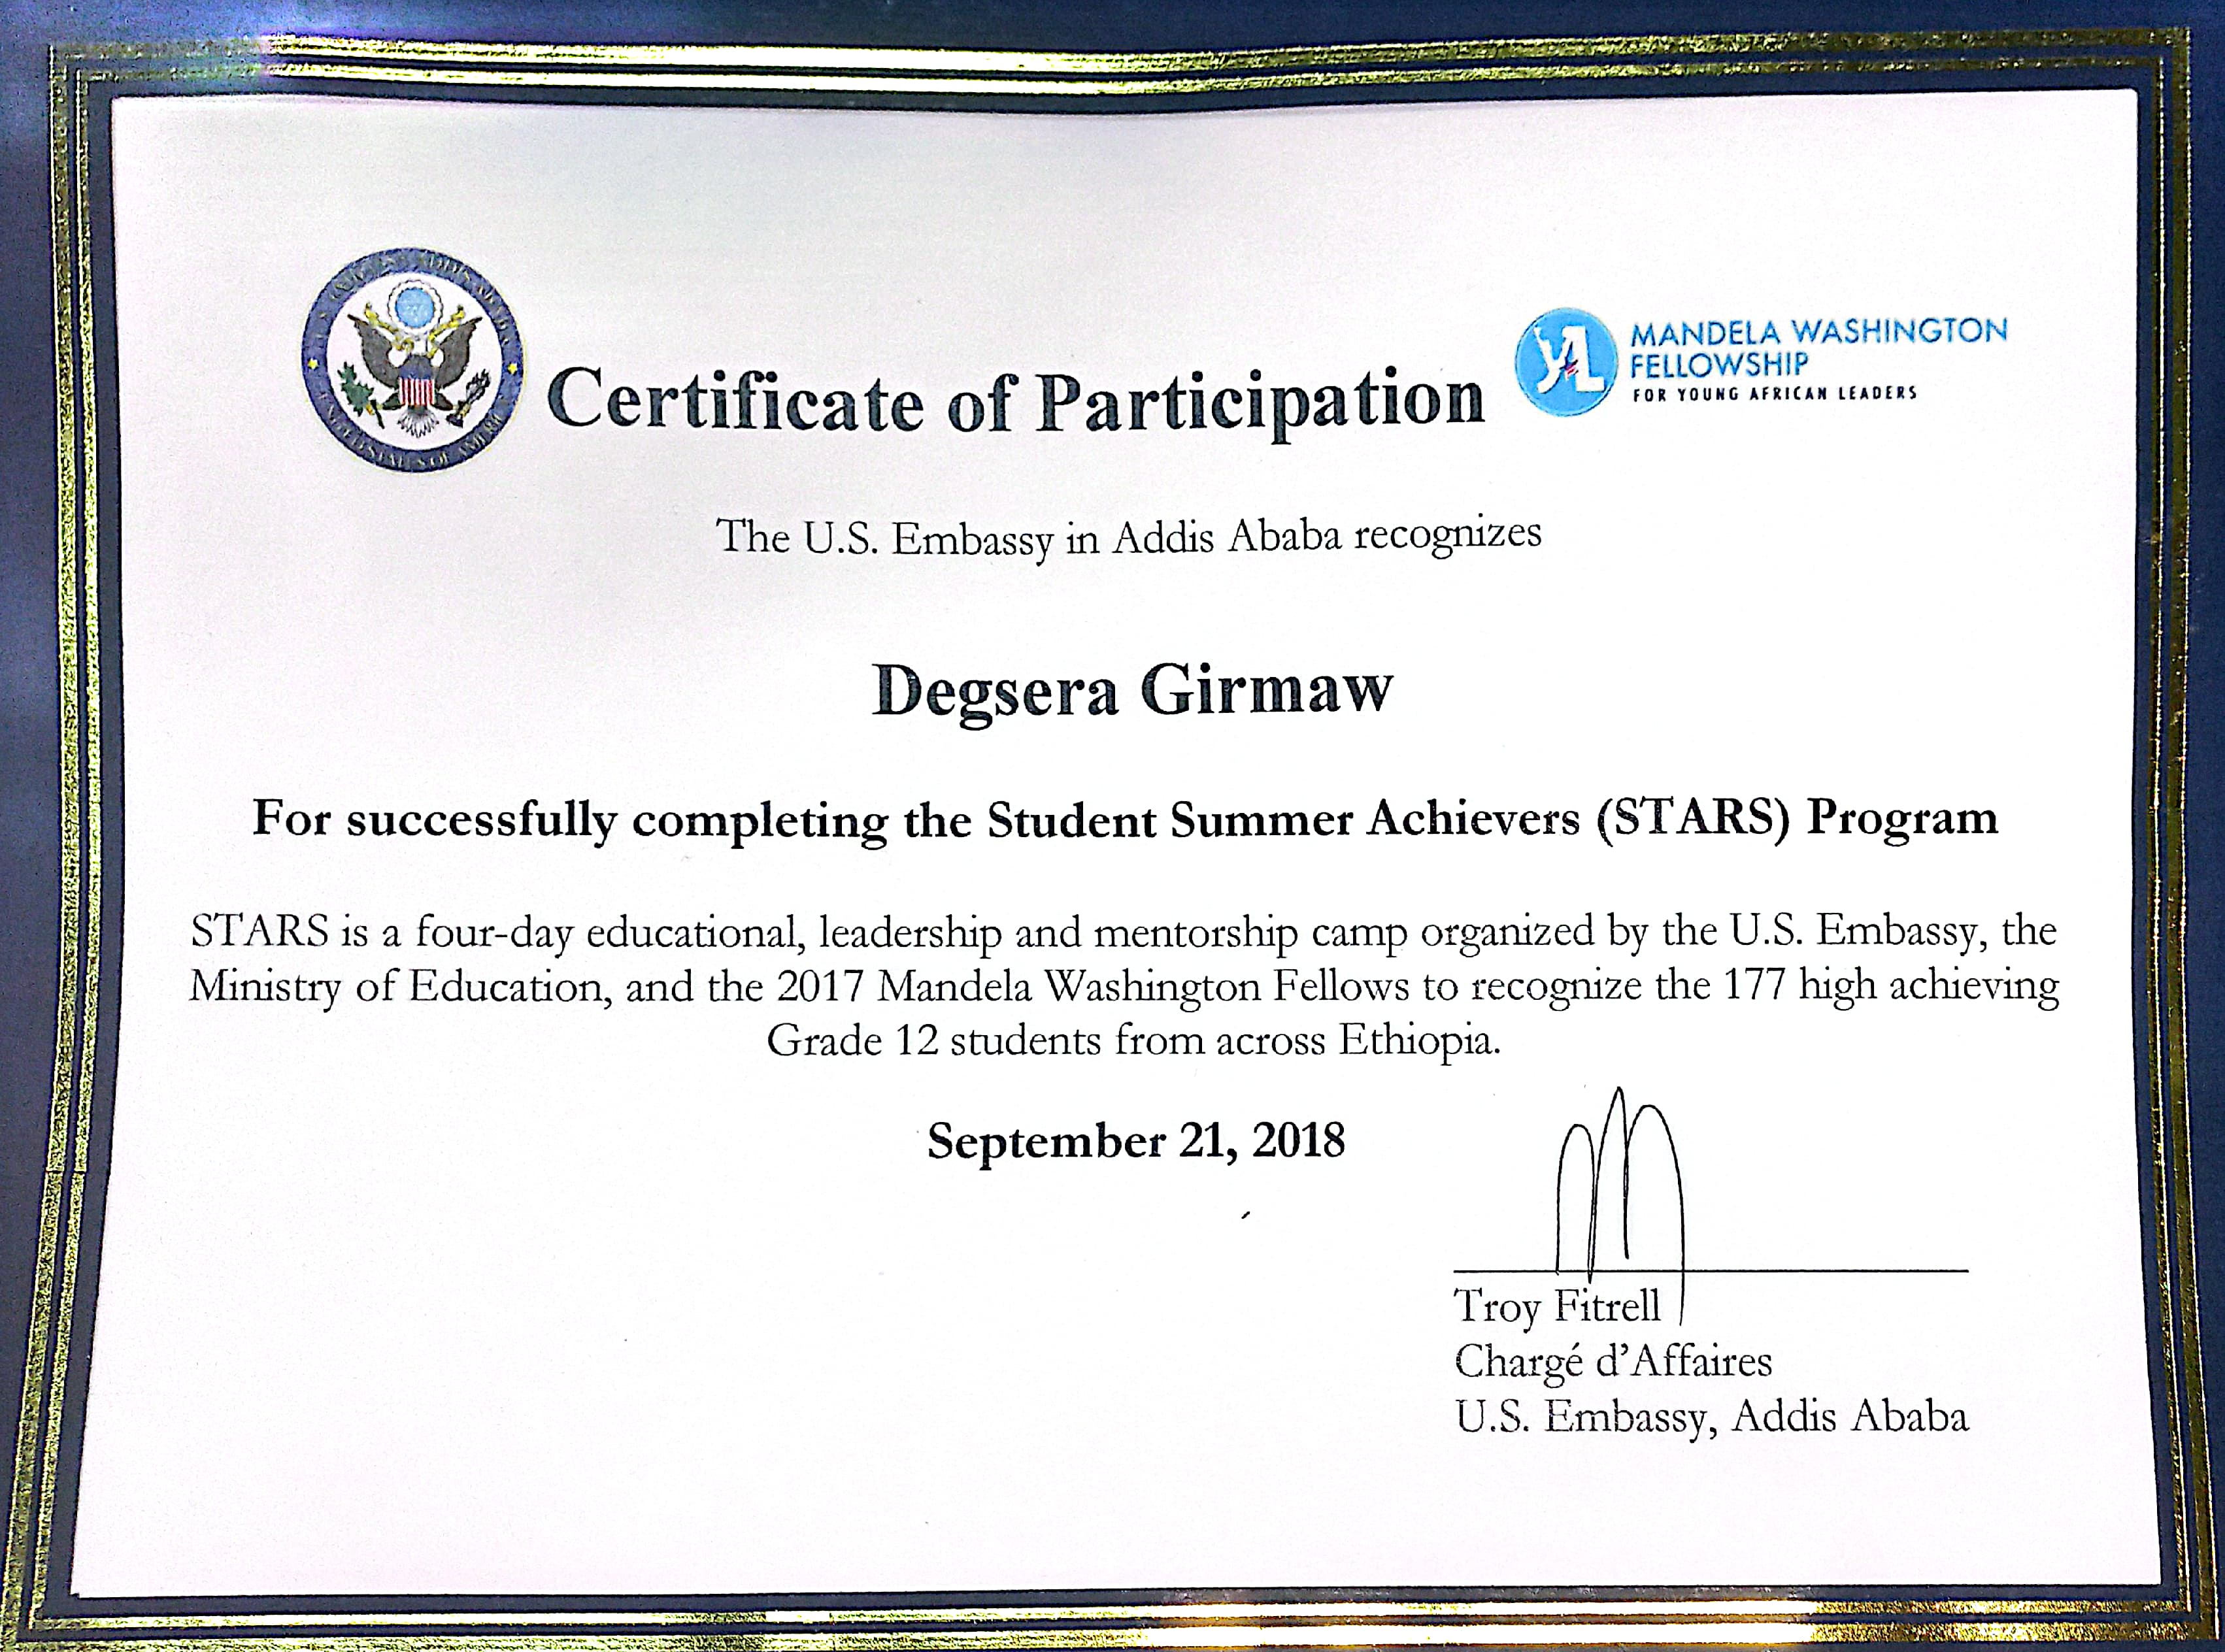 Certificate of Participation
MANDELA WASHINGTON
FELLOWSHIP
FOR YOUNG AFRICAN LEADERS
The U.S. Embassy in Addis Ababa recognizes
Degsera Girmaw
For successfully completing the Student Summer Achievers (STARS) Program
STARS is a four-day educational, leadership and mentorship camp organized by the U.S. Embassy, the
Ministry of Education, and the 2017 Mandela Washington Fellows to recognize the 177 high achieving
Grade 12 students from across Ethiopia.
September 21, 2018
Troy Fitrell
Chargé d'Affaires
U.S. Embassy, Addis Ababa